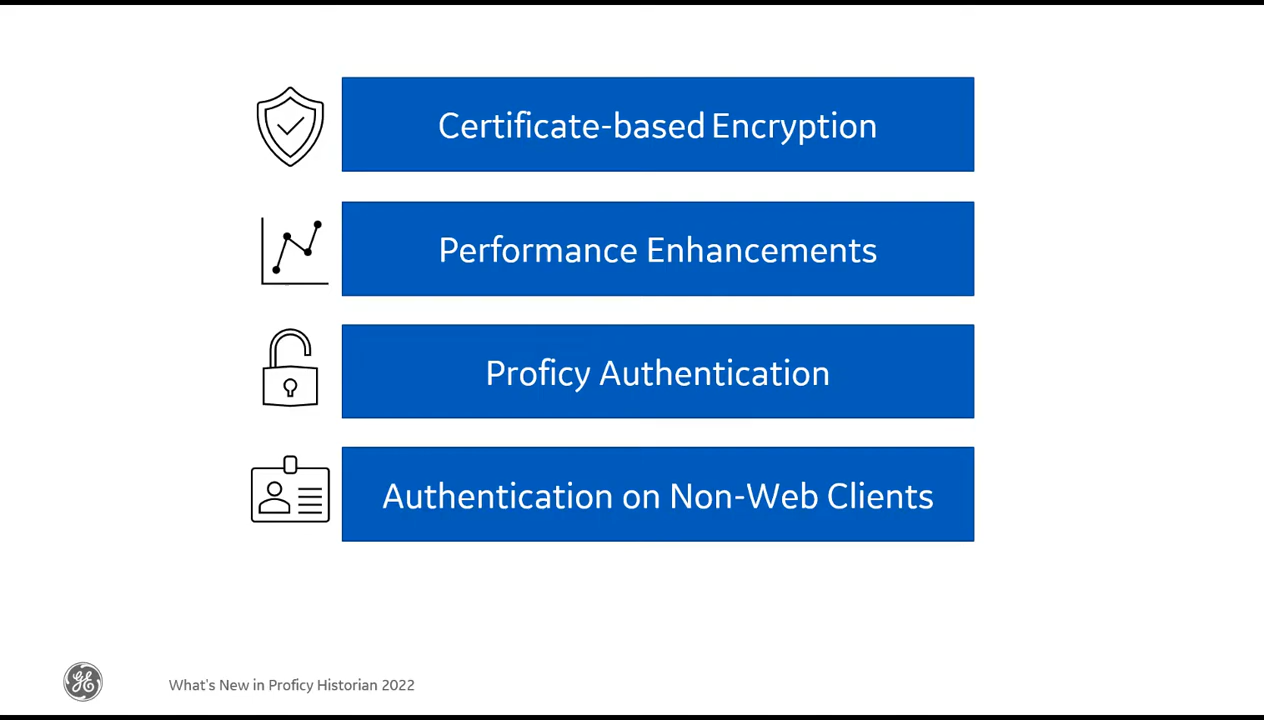 Certificate-based Encryption
Performance Enhancements
Proficy Authentication
Authentication on Non-Web Clients
What's New in Proficy Historian 2022